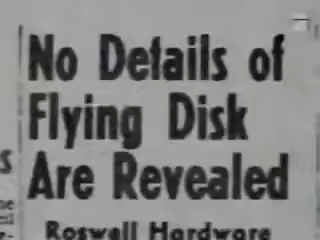 No Details of
Flying Disk
Are Revealed
Roswell Hardware